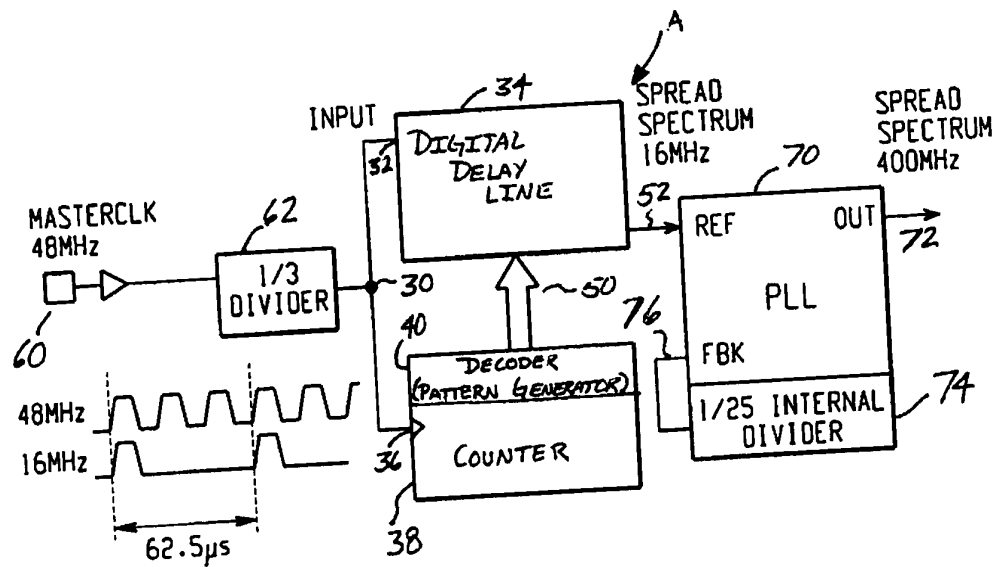 A
34
INPUT
32
DIGITAL
DELAY
LINE
SPREAD
SPECTRUM
16MHz
SPREAD
SPECTRUM
400MHz
MASTERCLK
48MHz
60
62
1/3
DIVIDER
30
50
52
70
REF
OUT
72
PLL
76
FBK
1/25 INTERNAL
DIVIDER
74
40
DECODER
(PATTERN GENERATOR)
36
COUNTER
38
48MHz
16MHz
62.5µs